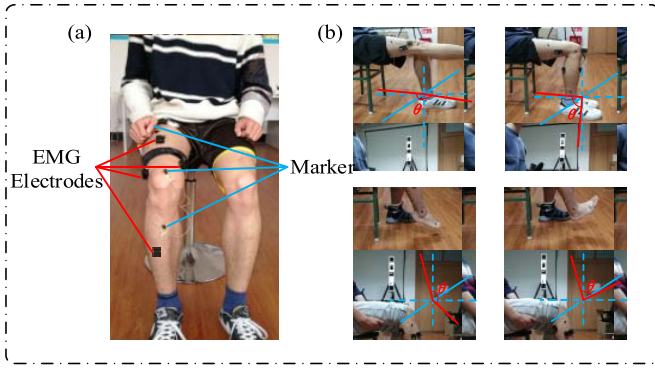 (a)
(b)
EMG
Electrodes
Marker
θ
θ
θ
θ